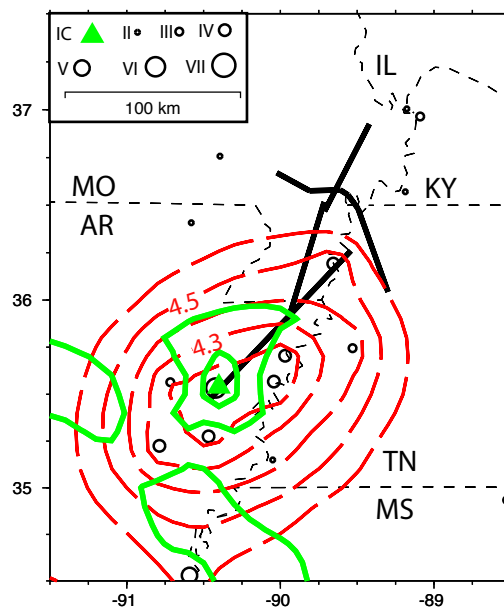 IC II III IV
V VI VII
100 km
IL
37
MO
KY
AR
4.5
36
4.3
TN
35
MS
-91 -90 -89